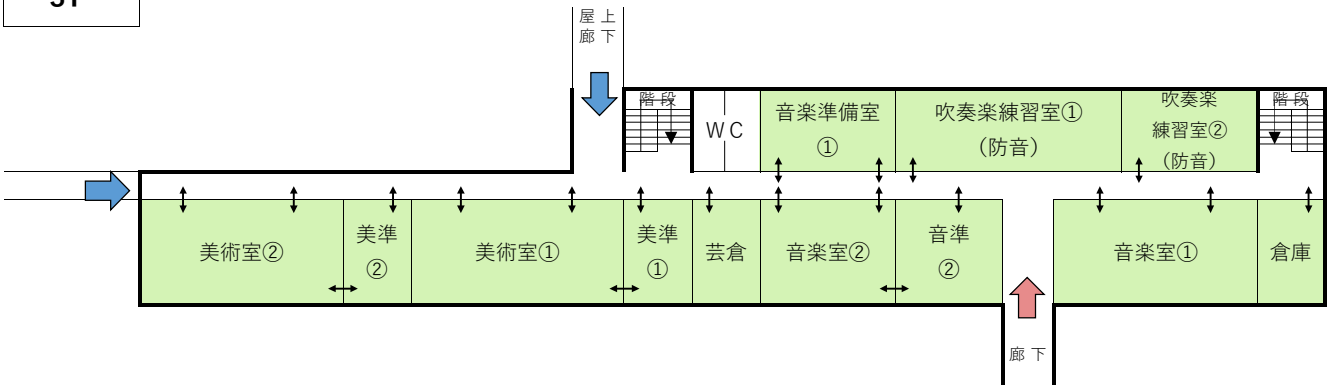 屋上
廊下
階段
WC
音楽準備室
①
吹奏楽練習室①
（防音）
吹奏楽
練習室②
（防音）
階段
美術室②
美準
②
美術室①
美準
①
芸倉
音楽室②
音準
②
音楽室①
倉庫
廊下